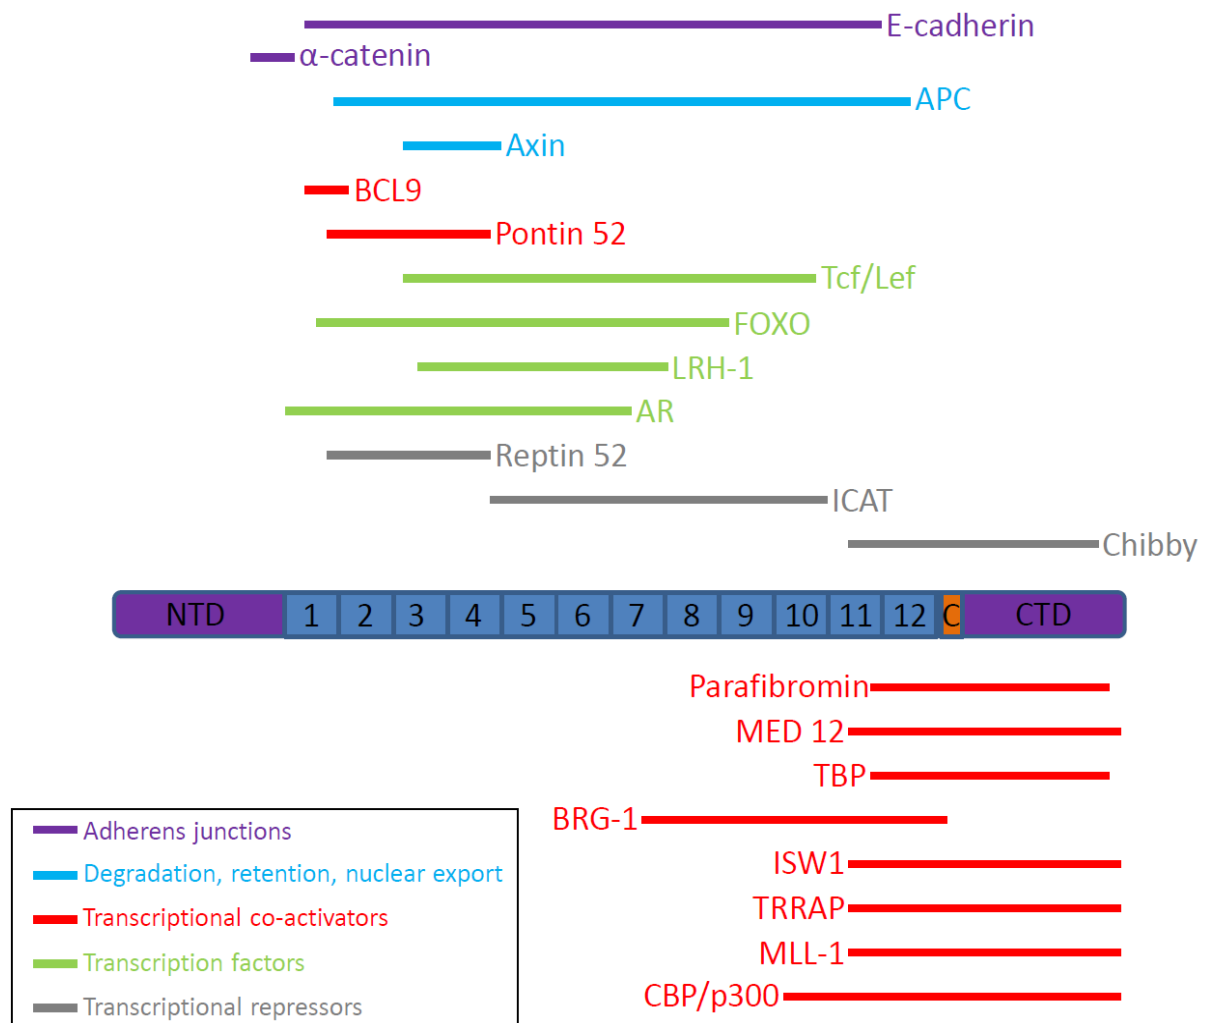 E-cadherin
α-catenin
APC
Axin
BCL9
Pontin 52
Tcf/Lef
FOXO
LRH-1
AR
Reptin 52
ICAT
Chibby
NTD 1 2 3 4 5 6 7 8 9 10 11 12 C CTD
Parafibromin
MED 12
TBP
BRG-1
ISW1
TRRAP
MLL-1
CBP/p300
Adherens junctions
Degradation, retention, nuclear export
Transcriptional co-activators
Transcription factors
Transcriptional repressors